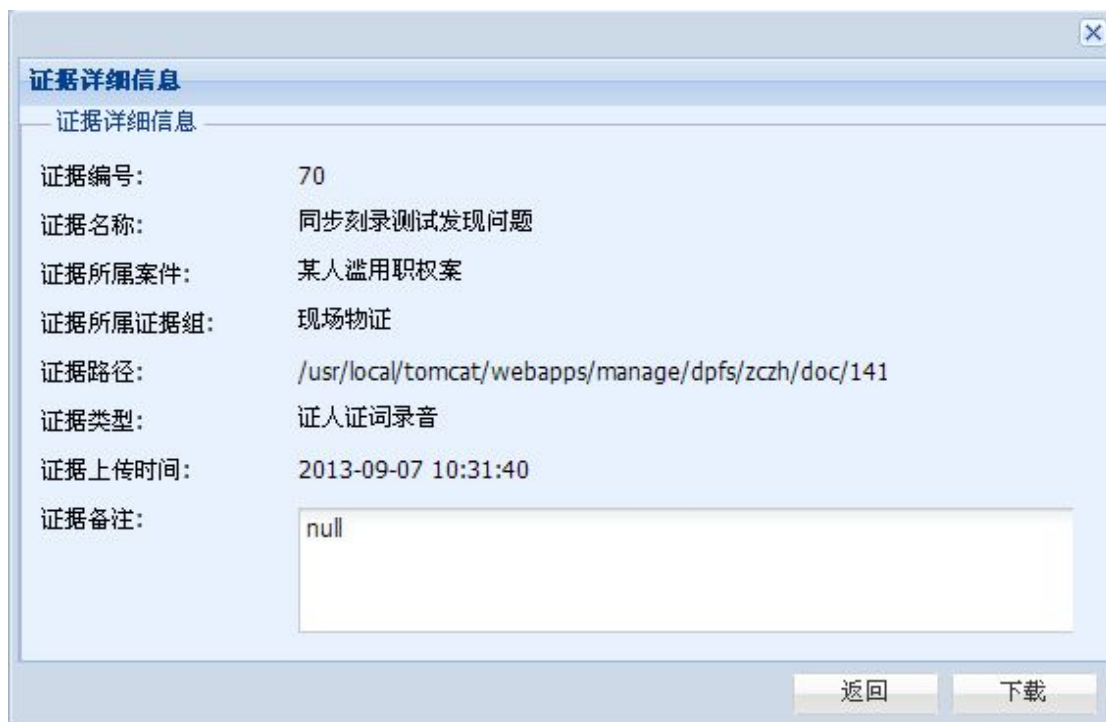 证据详细信息
证据详细信息
证据编号: 70
证据名称: 同步刻录测试发现问题
证据所属案件: 某人滥用职权案
证据所属证据组: 现场物证
证据路径: /usr/local/tomcat/webapps/manage/dpfs/zczh/doc/141
证据类型: 证人证词录音
证据上传时间: 2013-09-07 10:31:40
证据备注: null
返回 下载